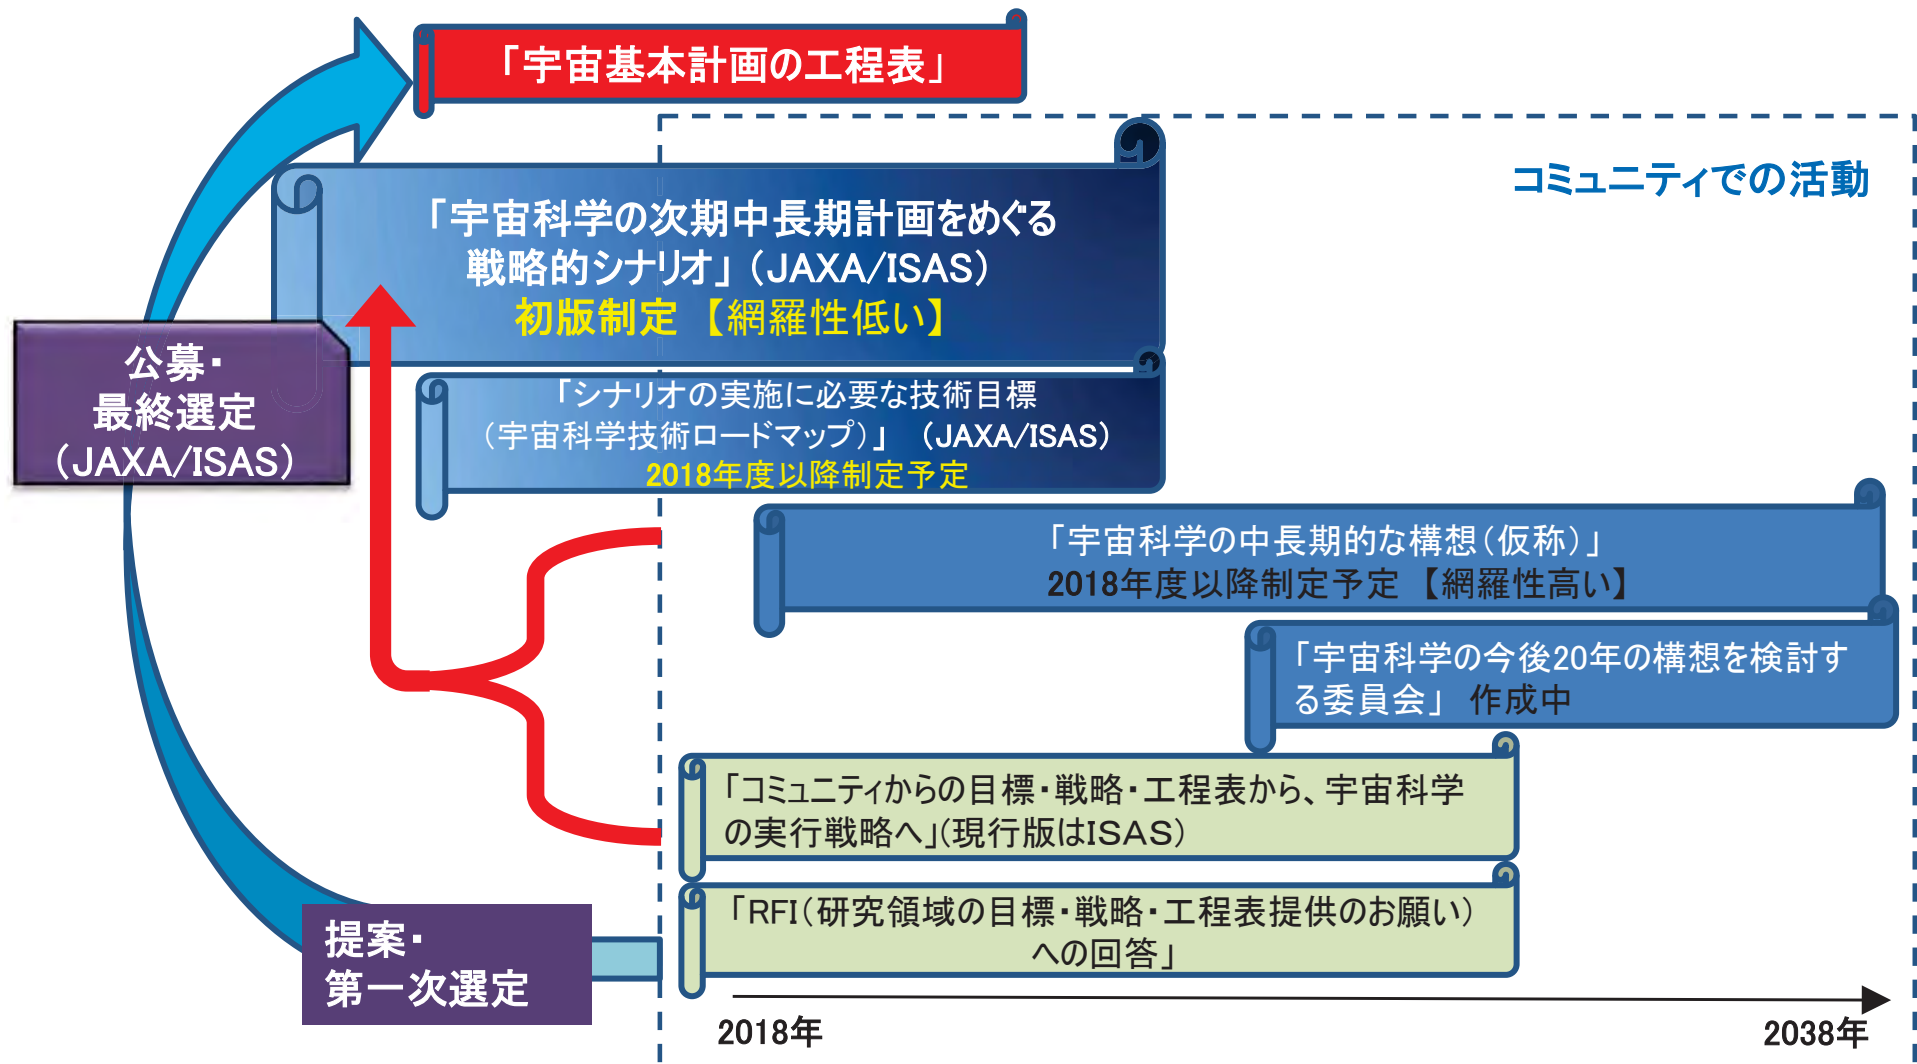 「宇宙基本計画の工程表」
コミュニティでの活動
「宇宙科学の次期中長期計画をめぐる
戦略的シナリオ」（JAXA/ISAS）
初版制定 【網羅性低い】
公募・
最終選定
（JAXA/ISAS）
「シナリオの実施に必要な技術目標
（宇宙科学技術ロードマップ）」 （JAXA/ISAS）
2018年度以降制定予定
「宇宙科学の中長期的な構想（仮称）」
2018年度以降制定予定 【網羅性高い】
「宇宙科学の今後20年の構想を検討す
る委員会」 作成中
「コミュニティからの目標・戦略・工程表から、宇宙科学
の実行戦略へ」（現行版はISAS）
「RFI（研究領域の目標・戦略・工程表提供のお願い）
への回答」
提案・
第一次選定
2018年
2038年